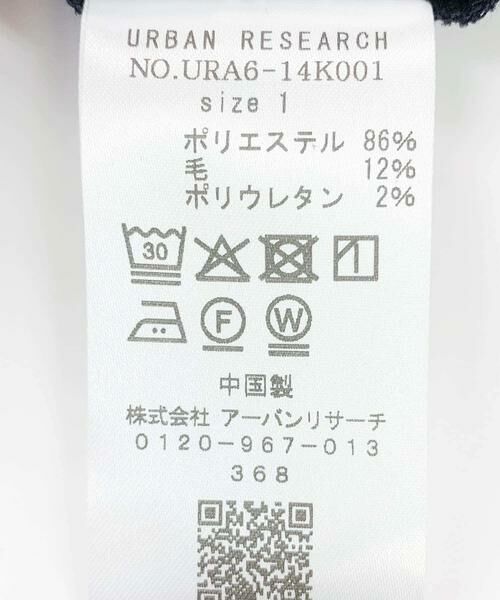 URBAN RESEARCH
NO.URA6-14K001
size 1
ポリエステル 86%
毛 12%
ポリウレタン 2%
30
F W
中国製
株式会社 アーバンリサーチ
0120-967-013
368